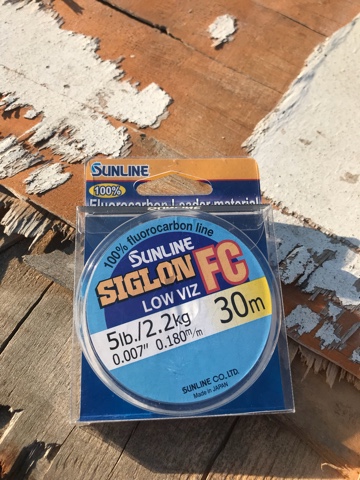 SUNLINE
100%
Fluorocarbon Leader material
100% fluorocarbon line
SUNLINE
SIGLON FC
LOW VIZ
30m
5lb./2.2kg
0.007" 0.180m/m
SUNLINE CO.,LTD.
Made in JAPAN